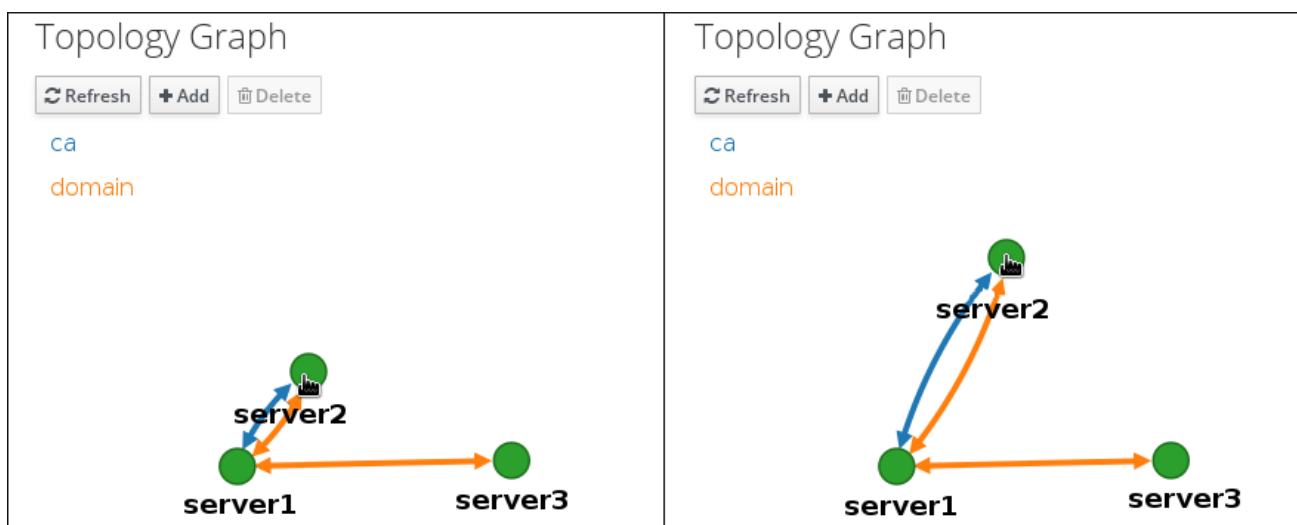 Topology Graph
Refresh Add Delete
ca
domain
server2
server1
server3
Topology Graph
Refresh Add Delete
ca
domain
server2
server1
server3